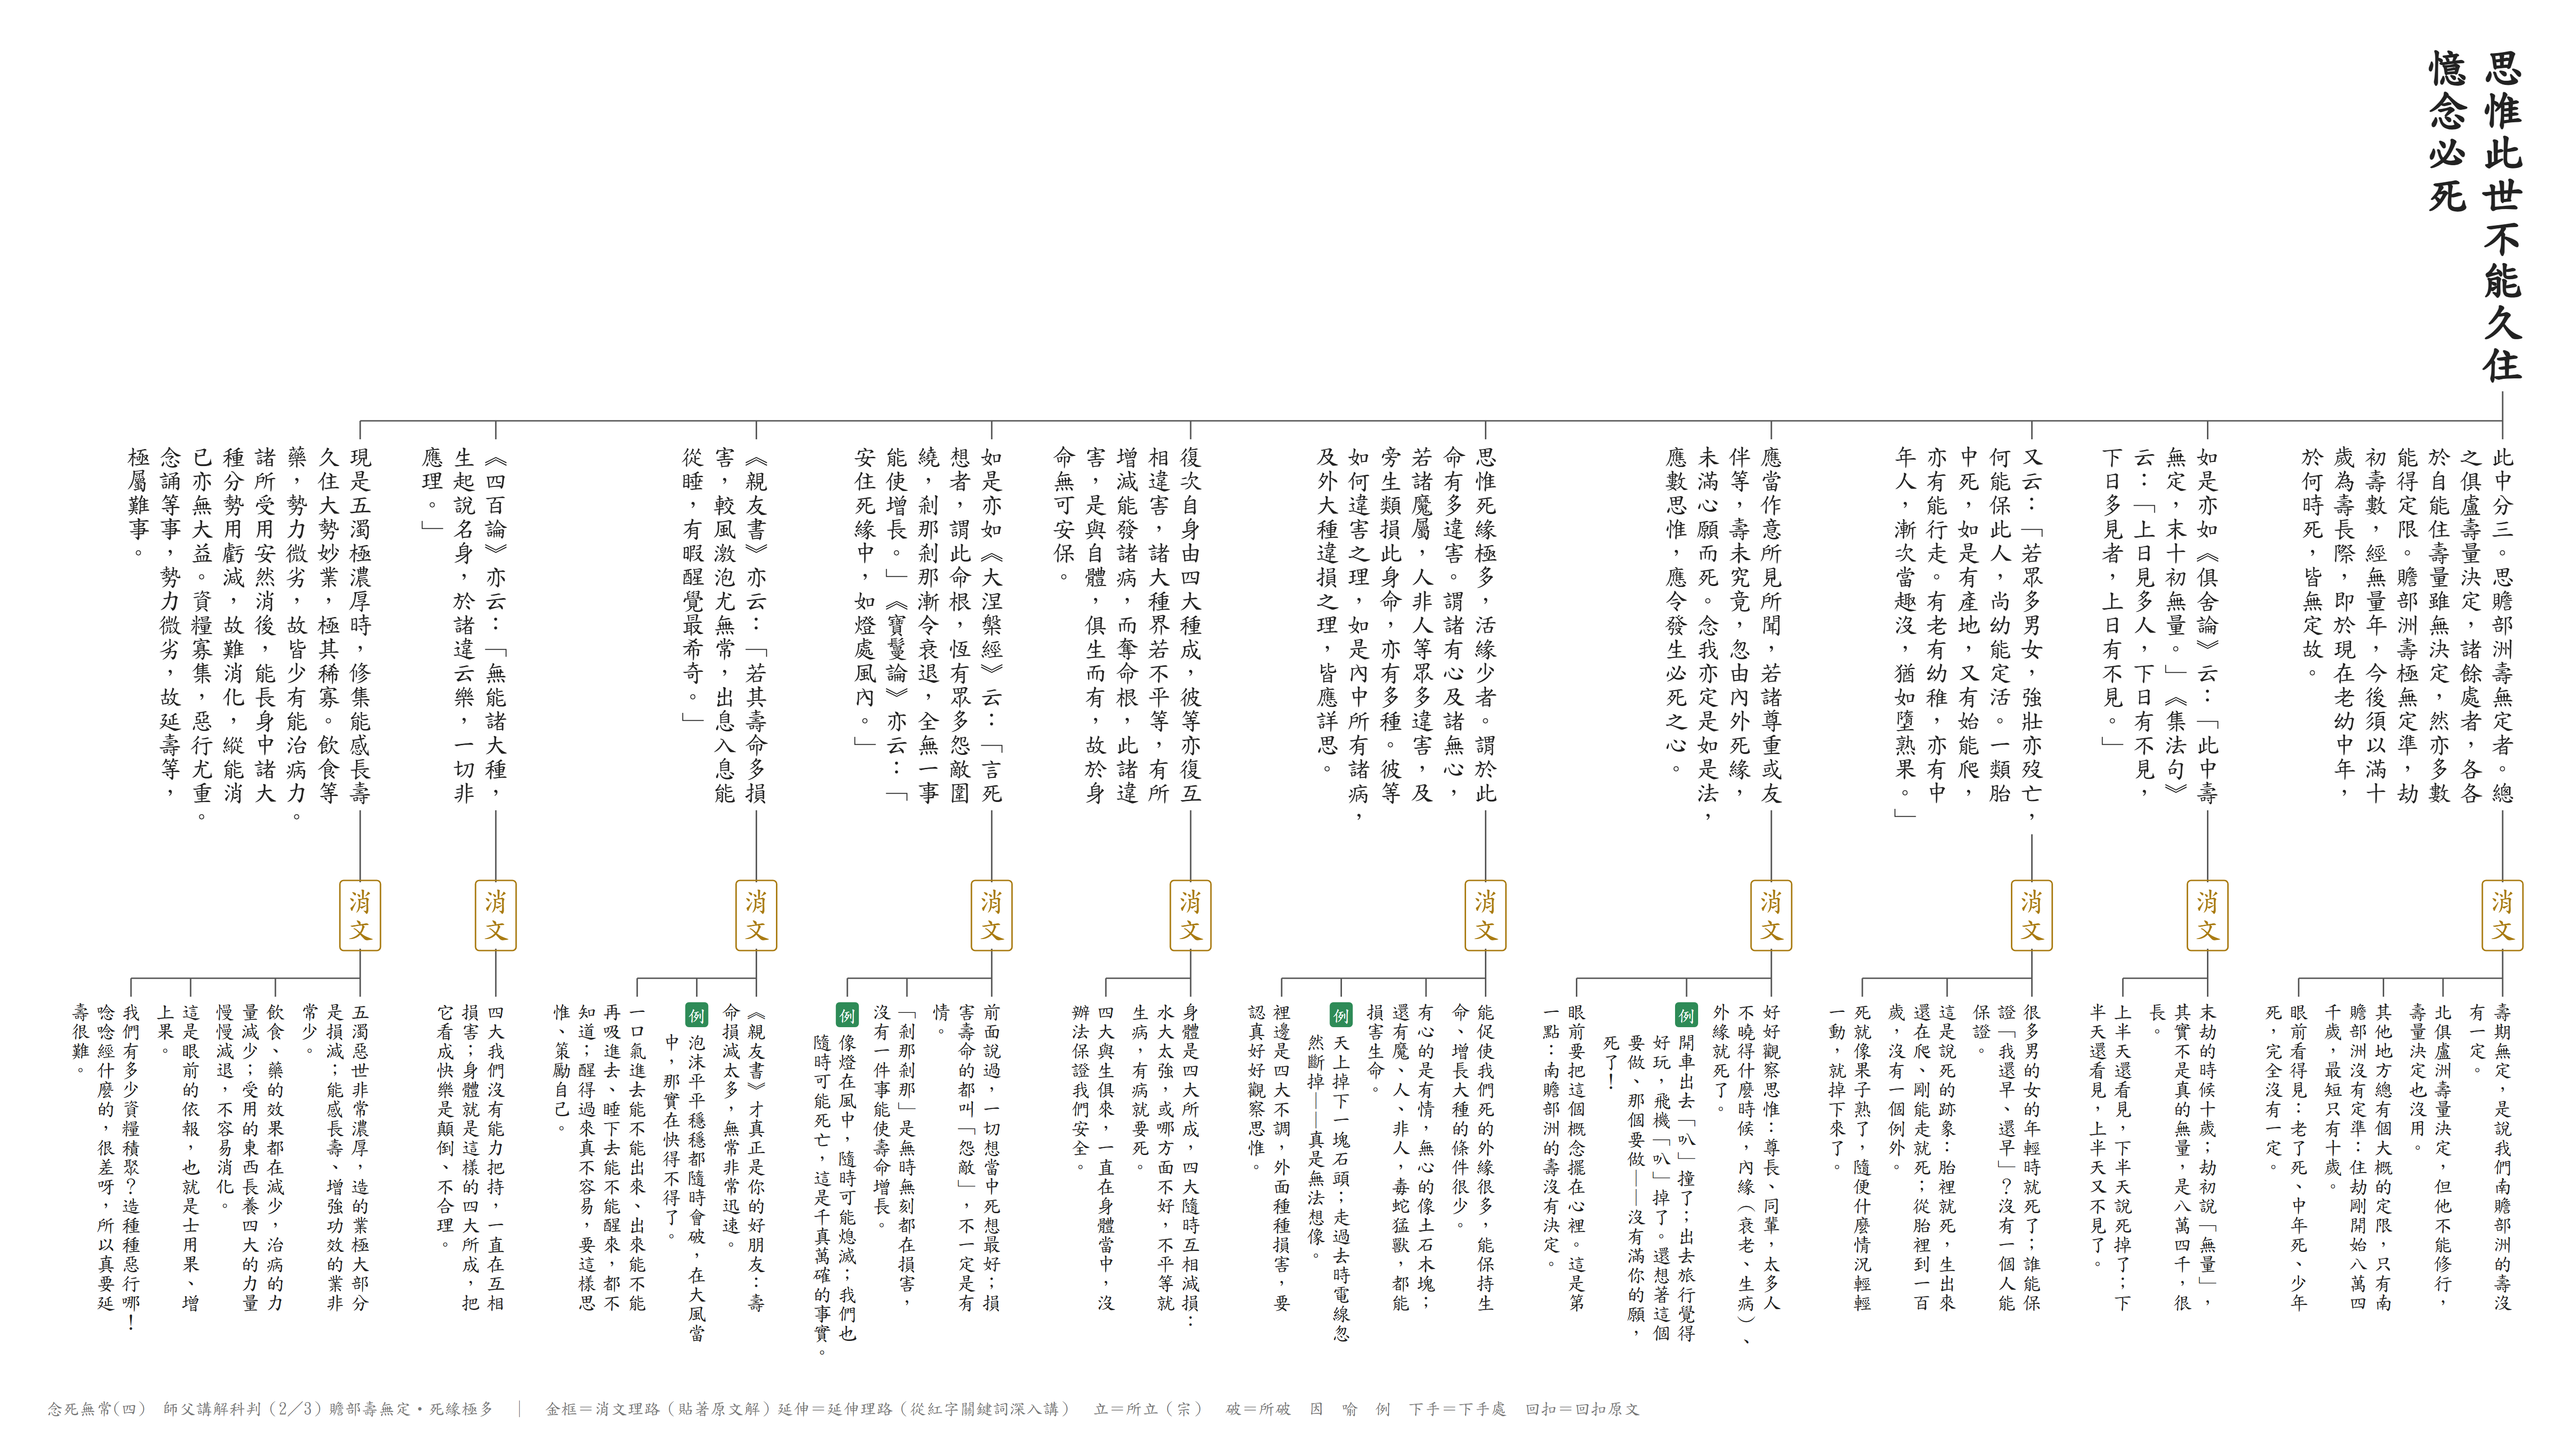 思惟此世不能久住
憶念必死
此中分三。思贍部洲壽無定者。總
之俱盧壽量決定，諸餘處者，各各
於自能住壽量雖無決定，然亦多數
能得定限。贍部洲壽極無定準，劫
初壽數，經無量年，今後須以滿十
歲為壽長際，即於現在老幼中年，
於何時死，皆無定故。
如是亦如《俱舍論》云：「此中壽
無定，末十初無量。」《集法句》
云：「上日見多人，下日有不見，
下日多見者，上日有不見。」
又云：「若眾多男女，強壯亦歿亡，
何能保此人，尚幼能定活。一類胎
中死，如是有產地，又有始能爬，
亦有能行走。有老有幼稚，亦有中
年人，漸次當趣沒，猶如墮熟果。」
應當作意所見所聞，若諸尊重或友
伴等，壽未究竟，忽由內外死緣，
未滿心願而死。念我亦定是如是法，
應數思惟，應令發生必死之心。
思惟死緣極多，活緣少者。謂於此
命有多違害。謂諸有心及諸無心，
若諸魔屬，人非人等眾多違害，及
旁生類損此身命，亦有多種。彼等
如何違害之理，如是內中所有諸病，
及外大種違損之理，皆應詳思。
復次自身由四大種成，彼等亦復互
相違害，諸大種界若不平等，有所
增減能發諸病，而奪命根，此諸違
害，是與自體，俱生而有，故於身
命無可安保。
如是亦如《大涅槃經》云：「言死
想者，謂此命根，恆有眾多怨敵圍
繞，剎那剎那漸令衰退，全無一事
能使增長。」《寶鬘論》亦云：「
安住死緣中，如燈處風內。」
《親友書》亦云：「若其壽命多損
害，較風激泡尤無常，出息入息能
從睡，有暇醒覺最希奇。」
《四百論》亦云：「無能諸大種，
生起說名身，於諸違云樂，一切非
應理。」
現是五濁極濃厚時，修集能感長壽
久住大勢妙業，極其稀寡。飲食等
藥，勢力微劣，故皆少有能治病力。
諸所受用安然消後，能長身中諸大
種分勢用虧減，故難消化，縱能消
已亦無大益。資糧寡集，惡行尤重。
念誦等事，勢力微劣，故延壽等，
極屬難事。
消文
消文
消文
消文
消文
消文
消文
消文
消文
消文
壽期無定，是說我們南贍部洲的壽沒
有一定。
北俱盧洲壽量決定，但他不能修行，
壽量決定也沒用。
其他地方總有個大概的定限，只有南
贍部洲沒有定準：住劫剛開始八萬四
千歲，最短只有十歲。
眼前看得見：老了死、中年死、少年
死，完全沒有一定。
末劫的時候十歲；劫初說「無量」，
其實不是真的無量，是八萬四千，很
長。
上半天還看見，下半天說死掉了；下
半天還看見，上半天又不見了。
很多男的女的年輕時就死了；誰能保
證「我還早、還早」？沒有一個人能
保證。
這是說死的跡象：胎裡就死，生出來
還在爬、剛能走就死；從胎裡到一百
歲，沒有一個例外。
死就像果子熟了，隨便什麼情況輕輕
一動，就掉下來了。
好好觀察思惟：尊長、同輩，太多人
不曉得什麼時候，內緣（衰老、生病）、
外緣就死了。
例
開車出去「叭」撞了；出去旅行覺得
好玩，飛機「叭」掉了。還想著這個
要做、那個要做——沒有滿你的願，
死了！
眼前要把這個概念擺在心裡。這是第
一點：南贍部洲的壽沒有決定。
能促使我們死的外緣很多，能保持生
命、增長大種的條件很少。
有心的是有情，無心的像土石木塊；
還有魔、人、非人，毒蛇猛獸，都能
損害生命。
例
天上掉下一塊石頭；走過去時電線忽
然斷掉——真是無法想像。
裡邊是四大不調，外面種種損害，要
認真好好觀察思惟。
身體是四大所成，四大隨時互相減損：
水大太強，或哪方面不好，不平等就
生病，有病就要死。
四大與生俱來，一直在身體當中，沒
辦法保證我們安全。
前面說過，一切想當中死想最好；損
害壽命的都叫「怨敵」，不一定是有
情。
「剎那剎那」是無時無刻都在損害，
沒有一件事能使壽命增長。
例
像燈在風中，隨時可能熄滅；我們也
隨時可能死亡，這是千真萬確的事實。
《親友書》才真正是你的好朋友：壽
命損減太多，無常非常迅速。
例
泡沫平平穩穩都隨時會破，在大風當
中，那實在快得不得了。
一口氣進去能不能出來、出來能不能
再吸進去、睡下去能不能醒來，都不
知道；醒得過來真不容易，要這樣思
惟、策勵自己。
四大我們沒有能力把持，一直在互相
損害；身體就是這樣的四大所成，把
它看成快樂是顛倒、不合理。
五濁惡世非常濃厚，造的業極大部分
是損減；能感長壽、增強功效的業非
常少。
飲食、藥的效果都在減少，治病的力
量減少；受用的東西長養四大的力量
慢慢減退，不容易消化。
這是眼前的依報，也就是士用果、增
上果。
我們有多少資糧積聚？造種種惡行哪！
唸唸經什麼的，很差呀，所以真要延
壽很難。
念死無常（四） 師父講解科判（2／3）贍部壽無定・死緣極多 ｜ 金框＝消文理路（貼著原文解）延伸＝延伸理路（從紅字關鍵詞深入講） 立＝所立（宗） 破＝所破 因 喻 例 下手＝下手處 回扣＝回扣原文